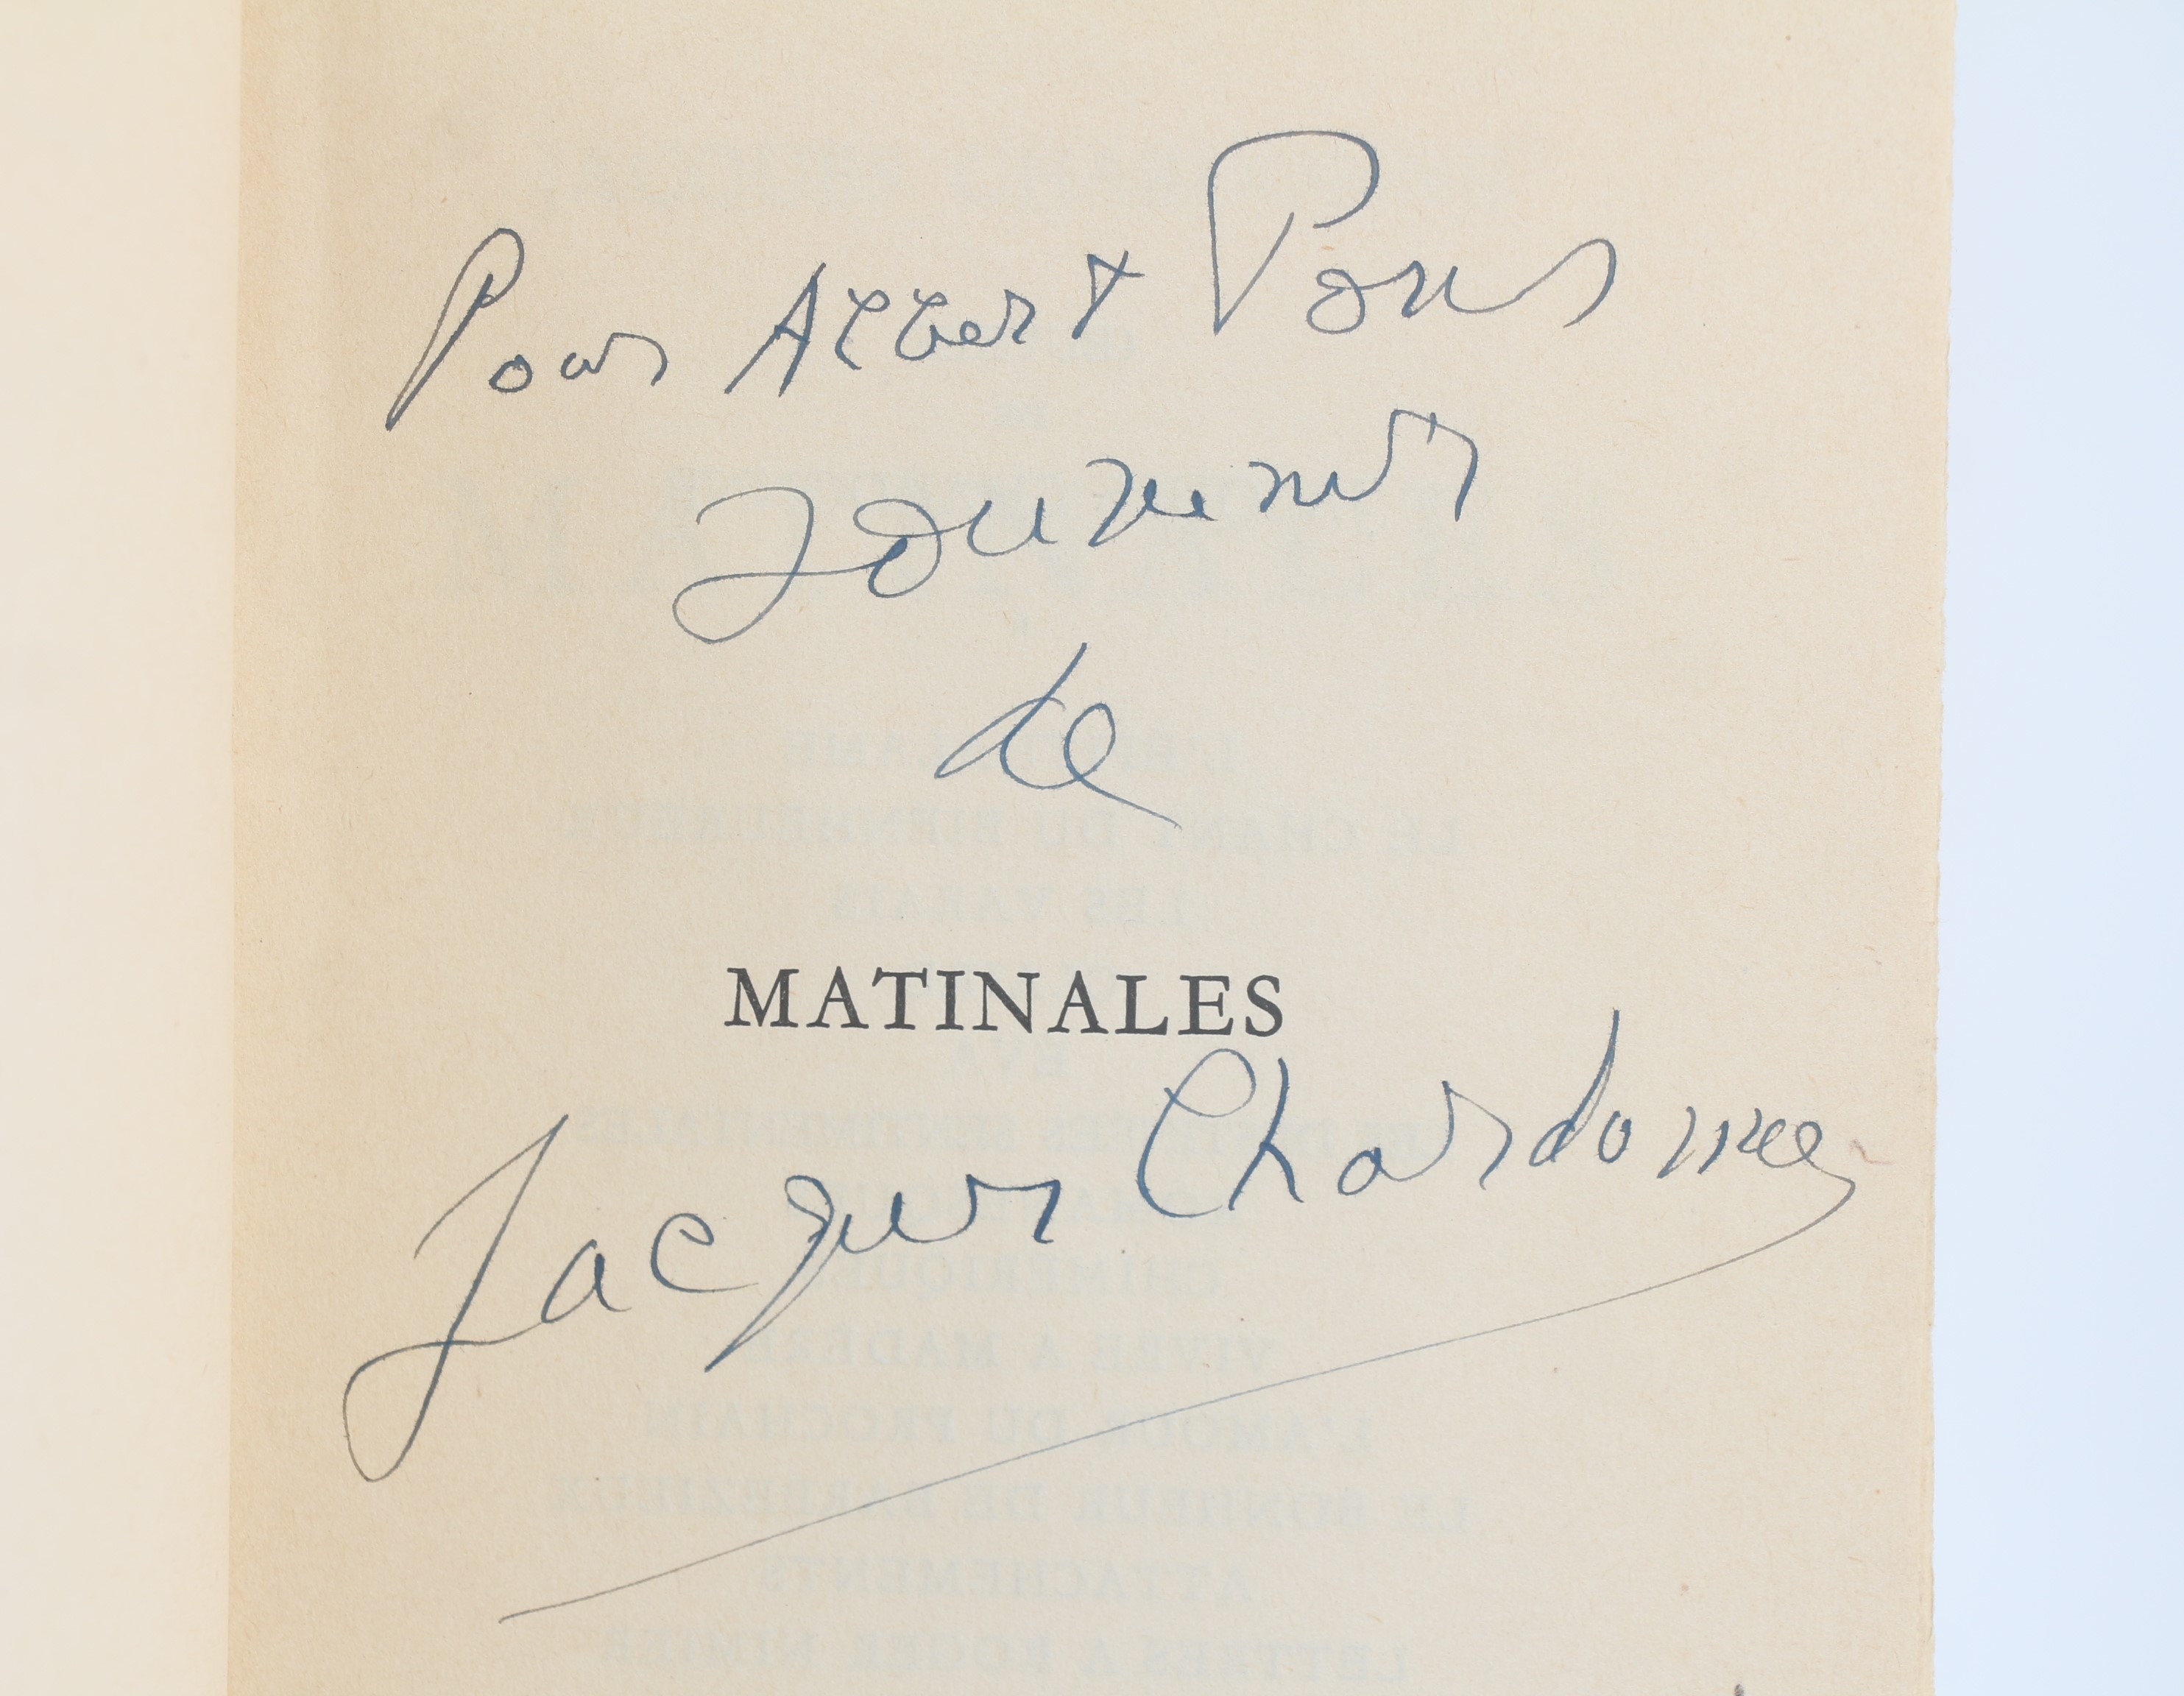 Pour Albert Pons
souvenir
de
MATINALES
Jacques Chardonne